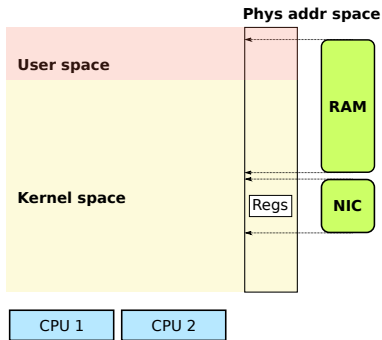 Phys addr space
User space
RAM
Kernel space
Regs
NIC
CPU 1
CPU 2